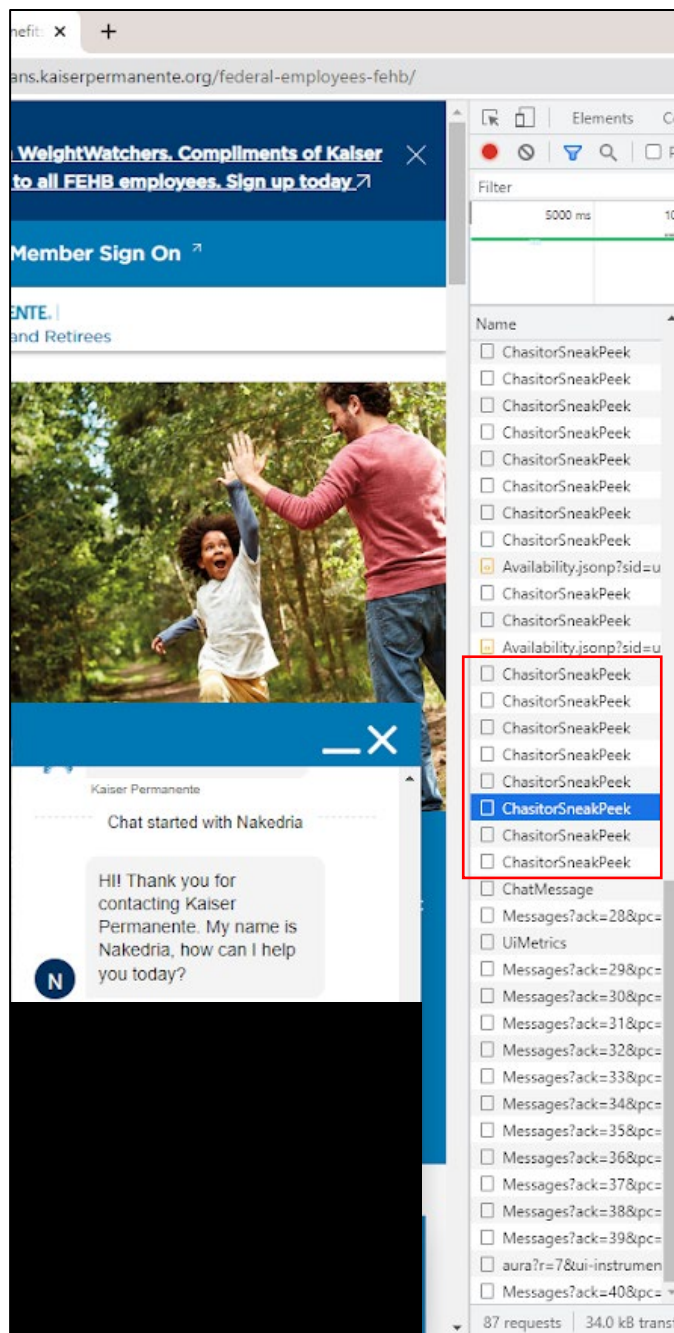 nefit:
ans.kaiserpermanente.org/federal-employees-fehb/
WeightWatchers. Compliments of Kaiser
to all FEHB employees. Sign up today
Member Sign On
ENTE.
and Retirees
Kaiser Permanente
Chat started with Nakedria
HI! Thank you for
contacting Kaiser
Permanente. My name is
Nakedria, how can I help
you today?
N
Elements
Filter
5000 ms
10
Name
ChasitorSneakPeek
ChasitorSneakPeek
ChasitorSneakPeek
ChasitorSneakPeek
ChasitorSneakPeek
ChasitorSneakPeek
ChasitorSneakPeek
ChasitorSneakPeek
Availability.jsonp?sid=u
ChasitorSneakPeek
ChasitorSneakPeek
Availability.jsonp?sid=u
ChasitorSneakPeek
ChasitorSneakPeek
ChasitorSneakPeek
ChasitorSneakPeek
ChasitorSneakPeek
ChasitorSneakPeek
ChasitorSneakPeek
ChasitorSneakPeek
ChatMessage
Messages?ack=28&pc=
UiMetrics
Messages?ack=29&pc=
Messages?ack=30&pc=
Messages?ack=31&pc=
Messages?ack=32&pc=
Messages?ack=33&pc=
Messages?ack=34&pc=
Messages?ack=35&pc=
Messages?ack=36&pc=
Messages?ack=37&pc=
Messages?ack=38&pc=
Messages?ack=39&pc=
aura?r=7&ui-instrumen
Messages?ack=40&pc=
87 requests
34.0 kB trans